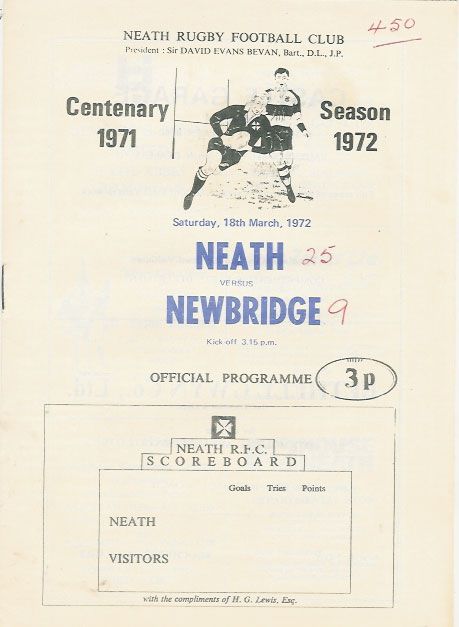 NEATH RUGBY FOOTBALL CLUB
President : Sir DAVID EVANS BEVAN, Bart., D.L., J.P.
450
Centenary
1971
Season
1972
Saturday, 18th March, 1972
NEATH 25
VERSUS
NEWBRIDGE 9
Kick-off 3.15 p.m.
OFFICIAL PROGRAMME 3p
NEATH R.F.C.
SCOREBOARD
Goals Tries Points
NEATH
VISITORS
with the compliments of H. G. Lewis, Esq.